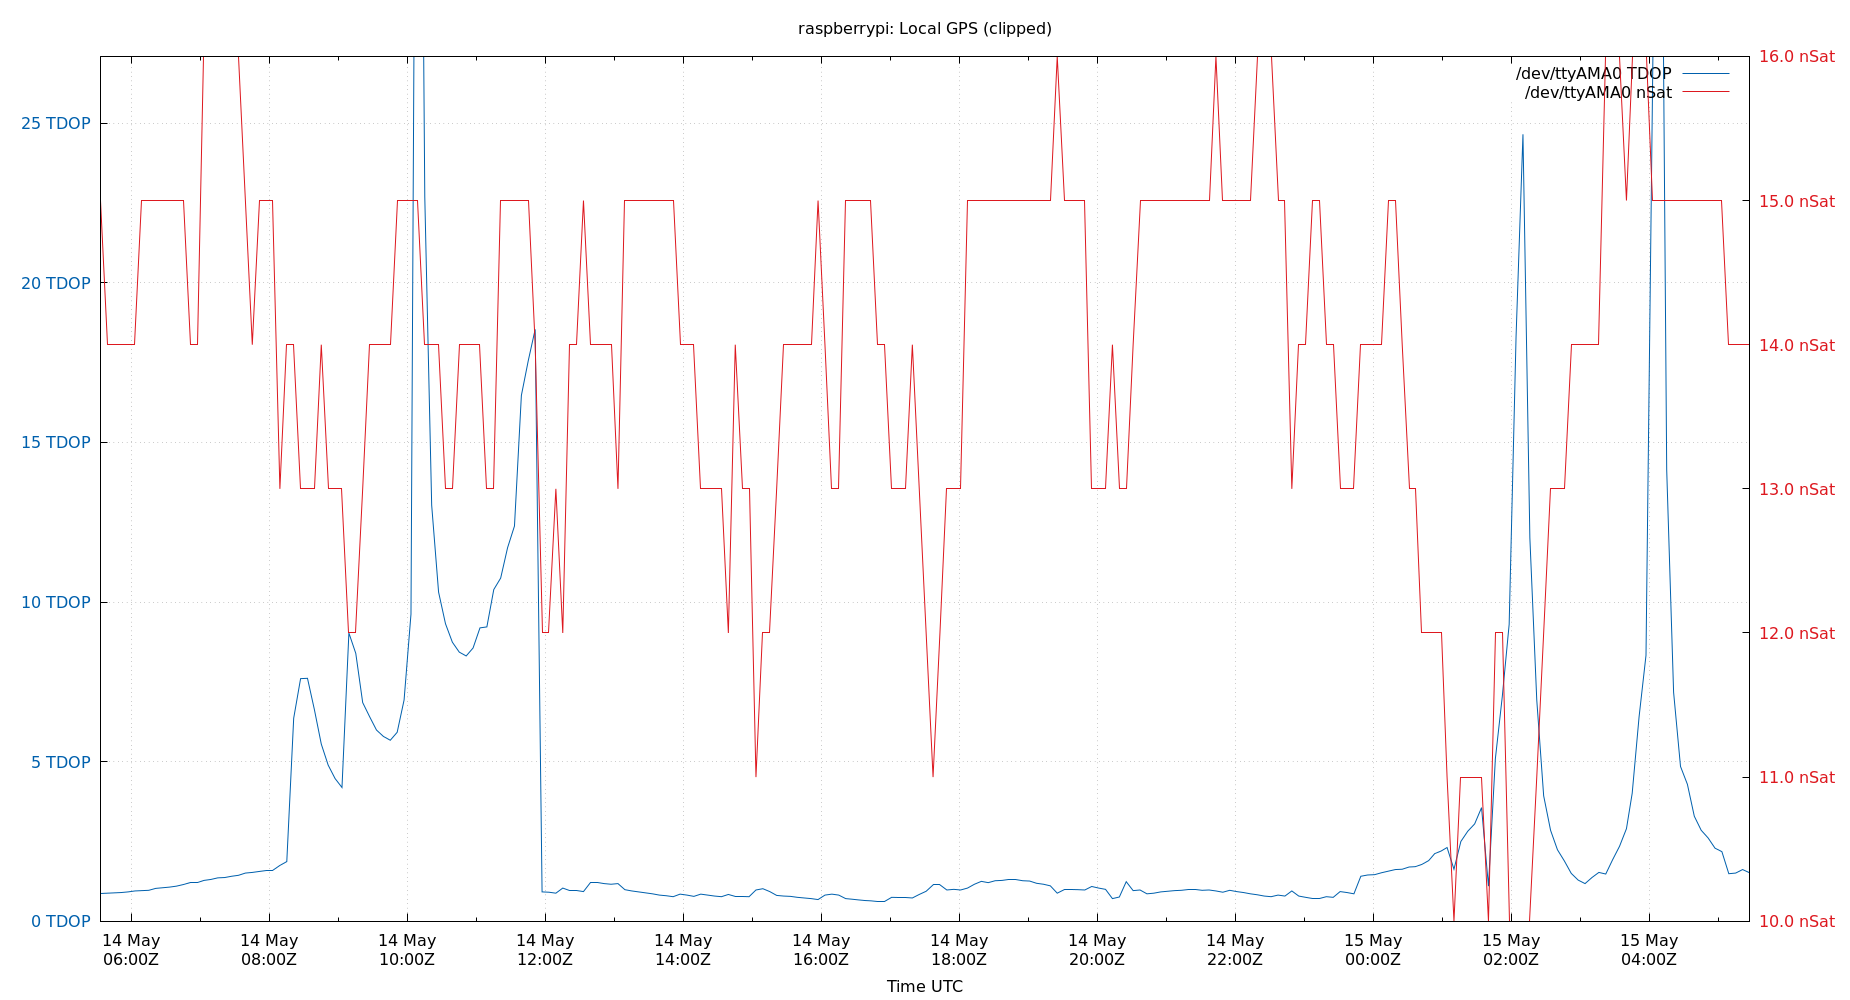 raspberrypi: Local GPS (clipped)
/dev/ttyAMA0 TDOP
/dev/ttyAMA0 nSat
25 TDOP
20 TDOP
15 TDOP
10 TDOP
5 TDOP
0 TDOP
16.0 nSat
15.0 nSat
14.0 nSat
13.0 nSat
12.0 nSat
11.0 nSat
10.0 nSat
14 May 14 May 14 May 14 May 14 May 14 May 14 May 14 May 14 May 15 May 15 May 15 May
06:00Z 08:00Z 10:00Z 12:00Z 14:00Z 16:00Z 18:00Z 20:00Z 22:00Z 00:00Z 02:00Z 04:00Z
Time UTC